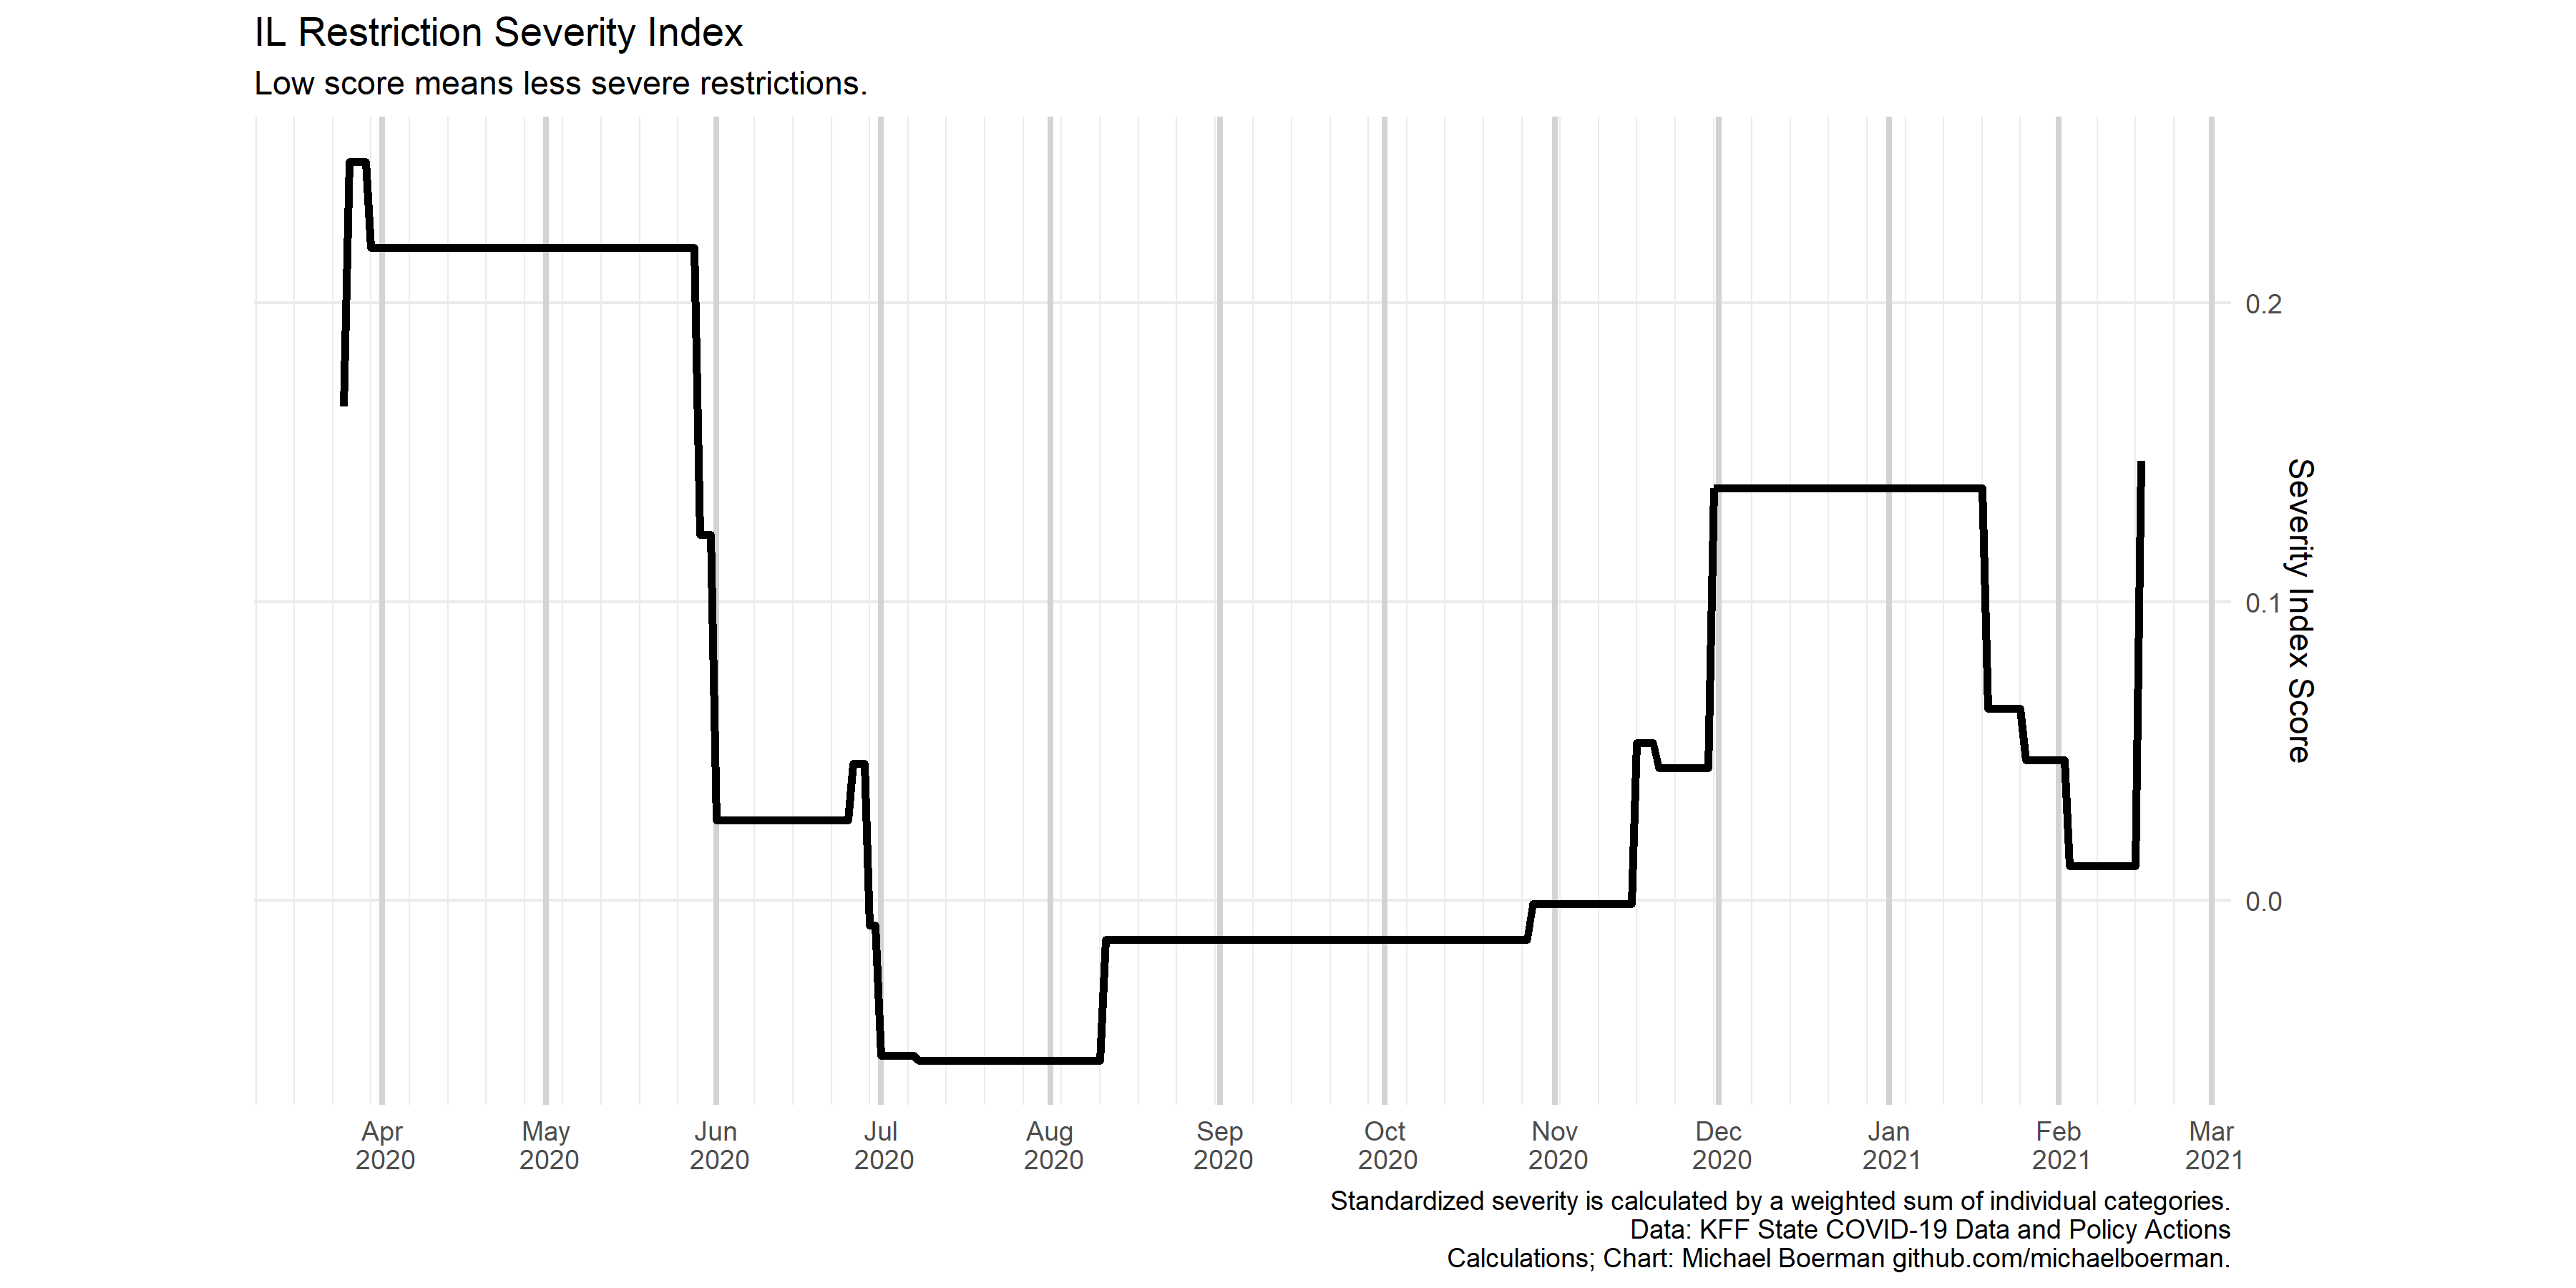 IL Restriction Severity Index
Low score means less severe restrictions.
0.2
0.1
0.0
Severity Index Score
Apr May Jun Jul Aug Sep Oct Nov Dec Jan Feb Mar
2020 2020 2020 2020 2020 2020 2020 2020 2020 2021 2021 2021
Standardized severity is calculated by a weighted sum of individual categories.
Data: KFF State COVID-19 Data and Policy Actions
Calculations; Chart: Michael Boerman github.com/michaelboerman.